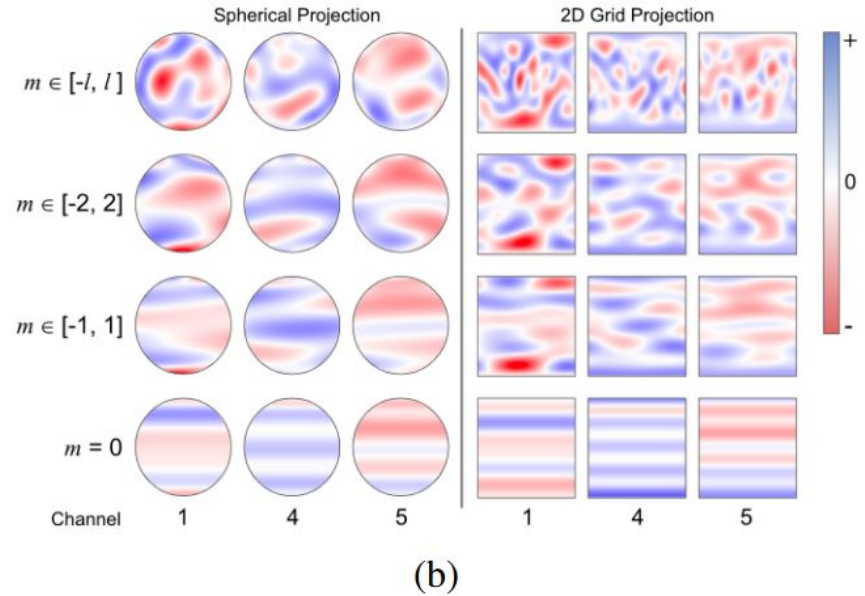 Spherical Projection 2D Grid Projection
m ∈ [-l, l]
m ∈ [-2, 2]
m ∈ [-1, 1]
m = 0
Channel 1 4 5 1 4 5
+
0
-
(b)